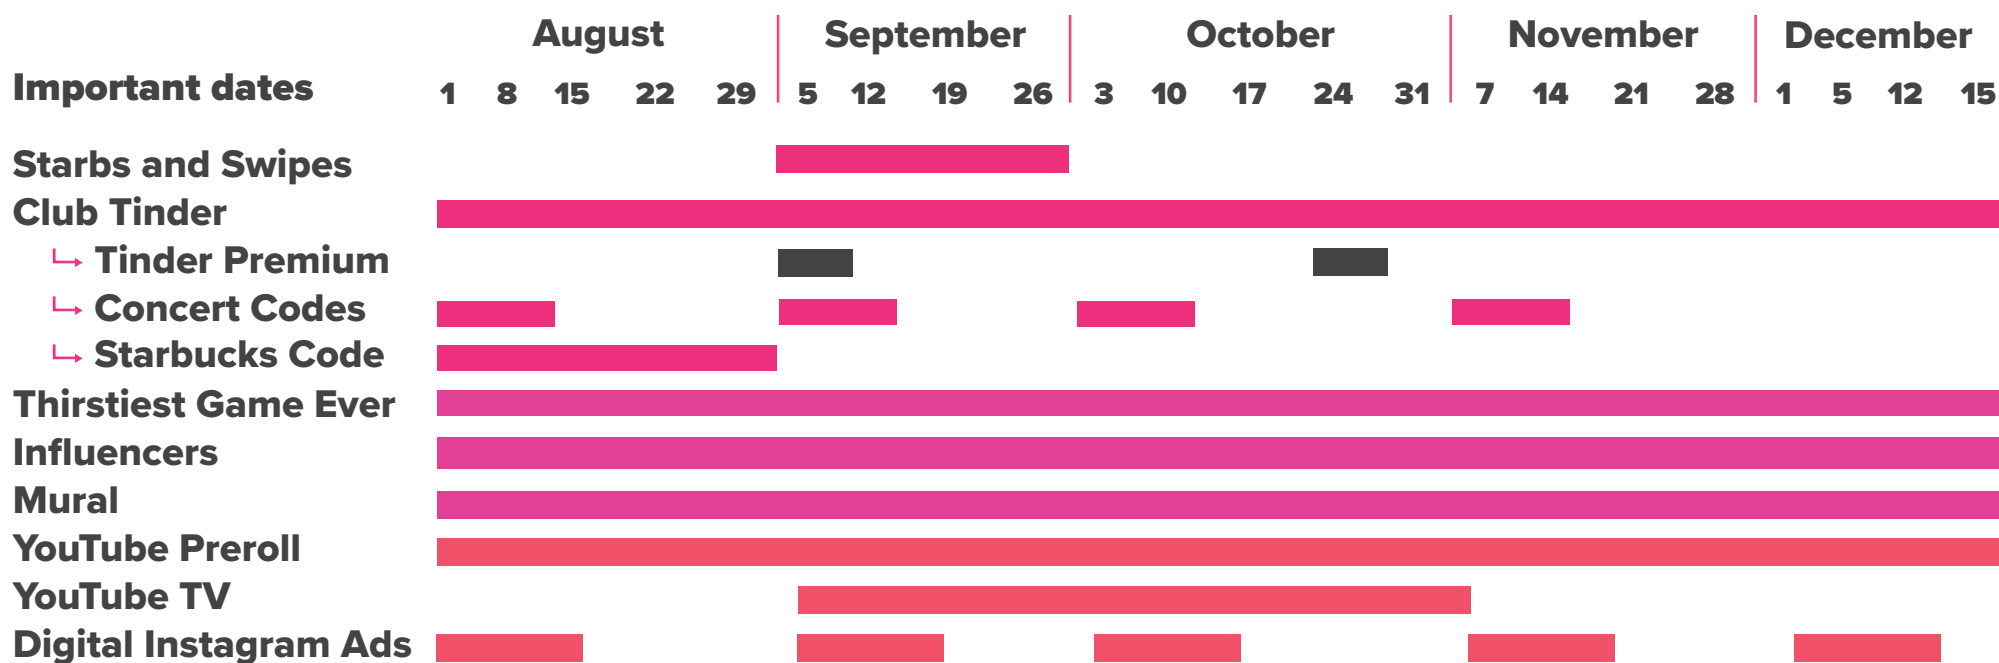 August September October November December
Important dates 1 8 15 22 29 5 12 19 26 3 10 17 24 31 7 14 21 28 1 5 12 15
Starbs and Swipes
Club Tinder
Tinder Premium
Concert Codes
Starbucks Code
Thirstiest Game Ever
Influencers
Mural
YouTube Preroll
YouTube TV
Digital Instagram Ads